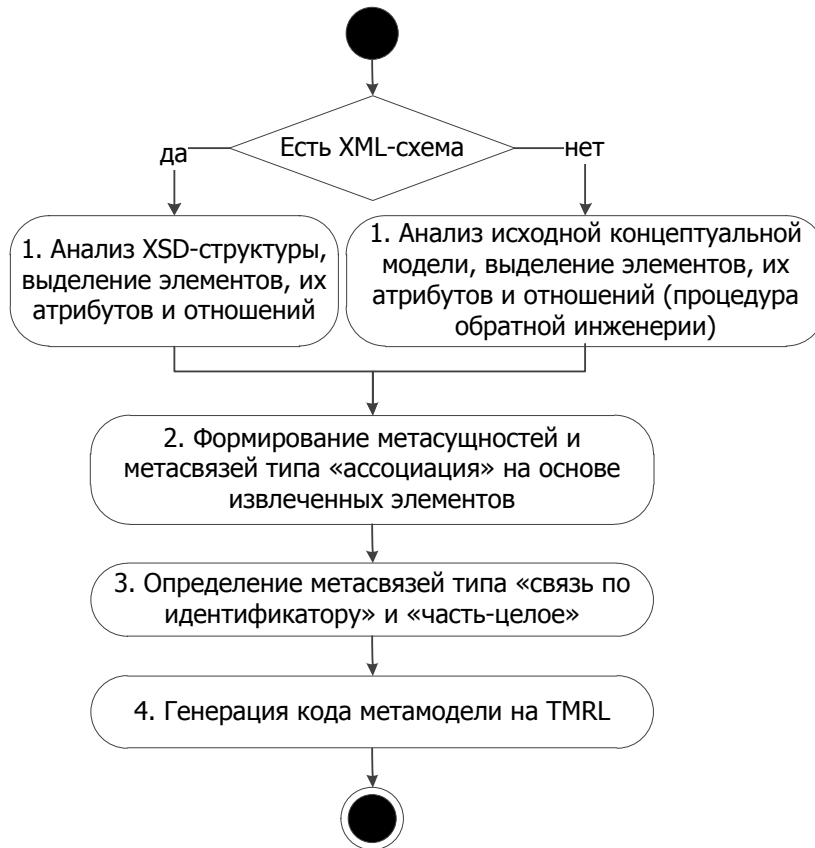 Есть XML-схема
да
нет
1. Анализ XSD-структуры,
выделение элементов, их
атрибутов и отношений
1. Анализ исходной концептуальной
модели, выделение элементов, их
атрибутов и отношений (процедура
обратной инженерии)
2. Формирование метасущностей и
метасвязей типа «ассоциация» на основе
извлеченных элементов
3. Определение метасвязей типа «связь по
идентификатору» и «часть-целое»
4. Генерация кода метамодели на TMRL